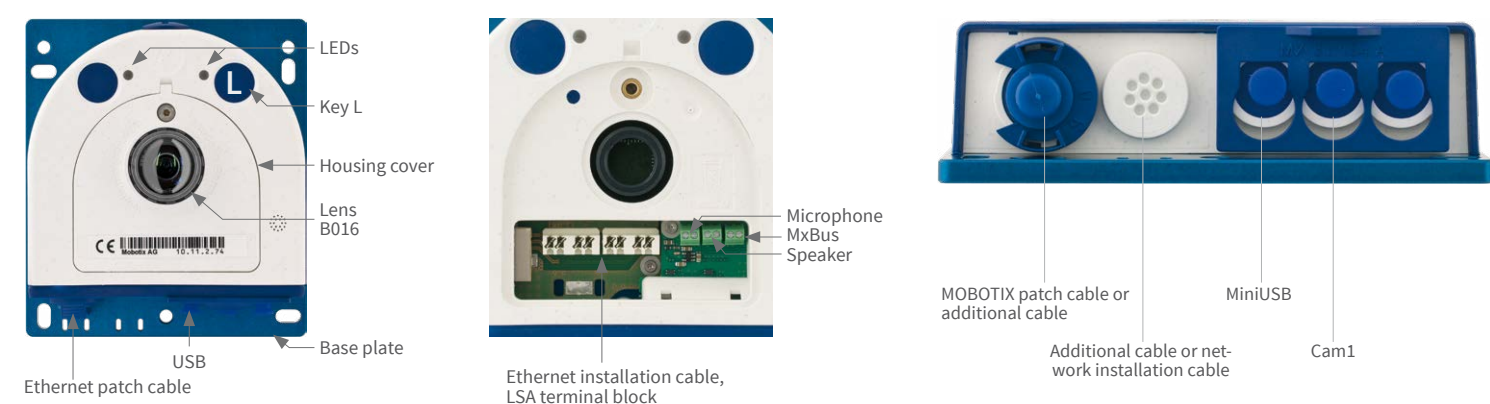 LEDs
L
Key L
Housing cover
Lens
B016
CE
Mobotix AG 10.11.2.74
Base plate
USB
Ethernet patch cable
Microphone
MxBus
Speaker
Ethernet installation cable,
LSA terminal block
MOBOTIX patch cable or
additional cable
Additional cable or net-
work installation cable
MiniUSB
Cam1